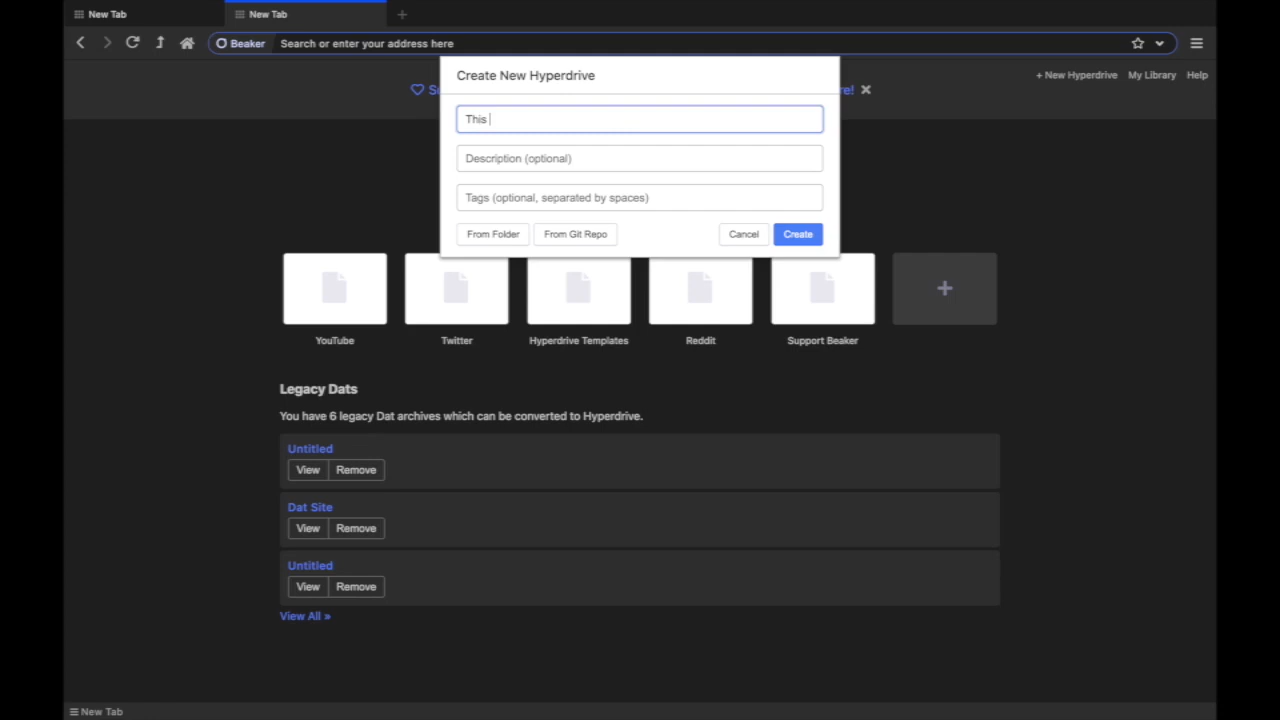 New Tab
New Tab
Beaker
Search or enter your address here
Create New Hyperdrive
+ New Hyperdrive
My Library
Help
Su
re!
This
Description (optional)
Tags (optional, separated by spaces)
From Folder
From Git Repo
Cancel
Create
YouTube
Twitter
Hyperdrive Templates
Reddit
Support Beaker
Legacy Dats
You have 6 legacy Dat archives which can be converted to Hyperdrive.
Untitled
View Remove
Dat Site
View Remove
Untitled
View Remove
View All »
New Tab